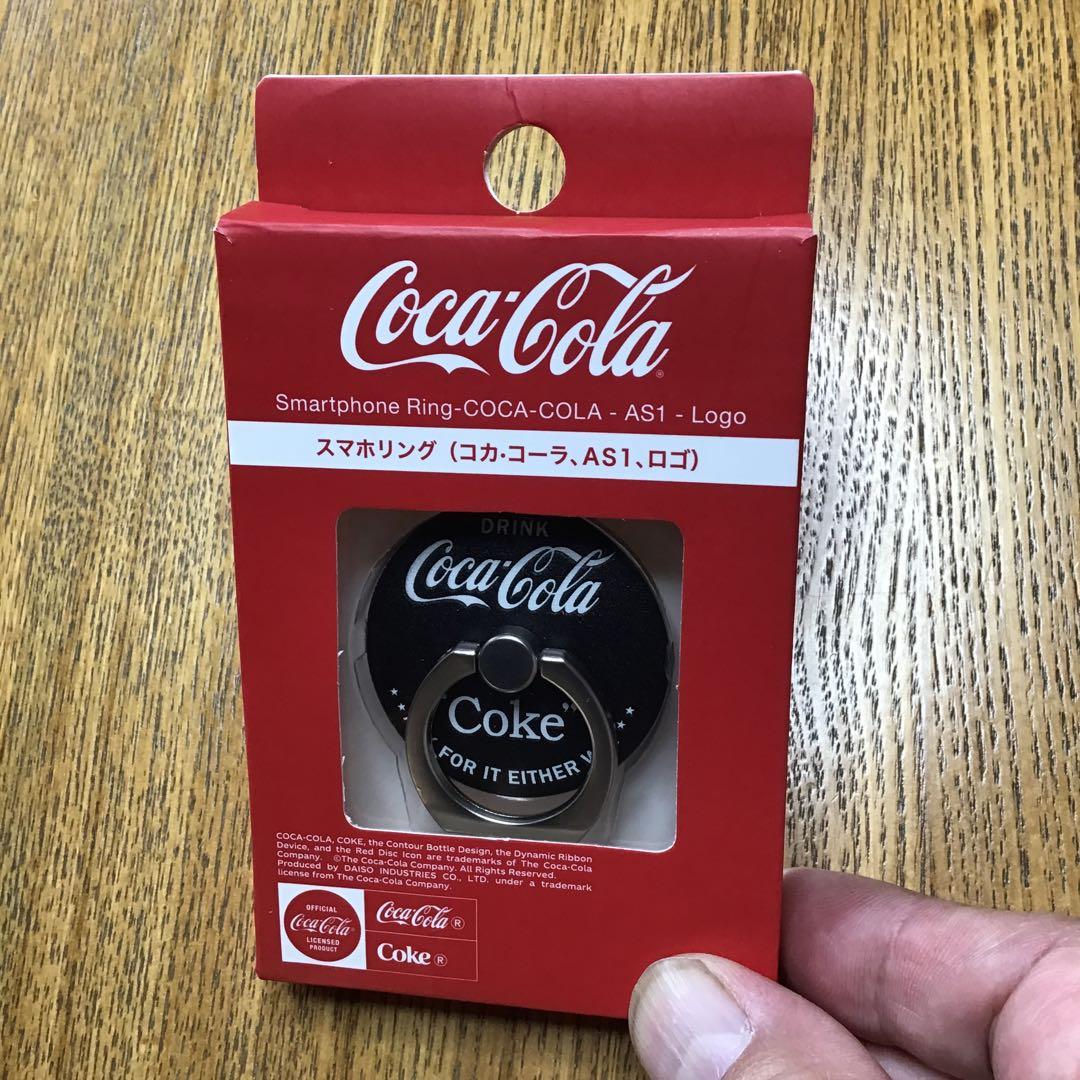 Coca-Cola®
Smartphone Ring-COCA-COLA - AS1 - Logo
スマホリング（コカ・コーラ、AS1、ロゴ）
DRINK
Coca-Cola
Coke”
FOR IT EITHER
COCA-COLA, COKE, the Contour Bottle Design, the Dynamic Ribbon
Device, and the Red Disc Icon are trademarks of The Coca-Cola
Company. ©The Coca-Cola Company. All Rights Reserved.
Produced by DAISO INDUSTRIES CO., LTD. under a trademark
license from The Coca-Cola Company.
OFFICIAL
Coca-Cola®
LICENSED
PRODUCT
Coca-Cola®
Coke®